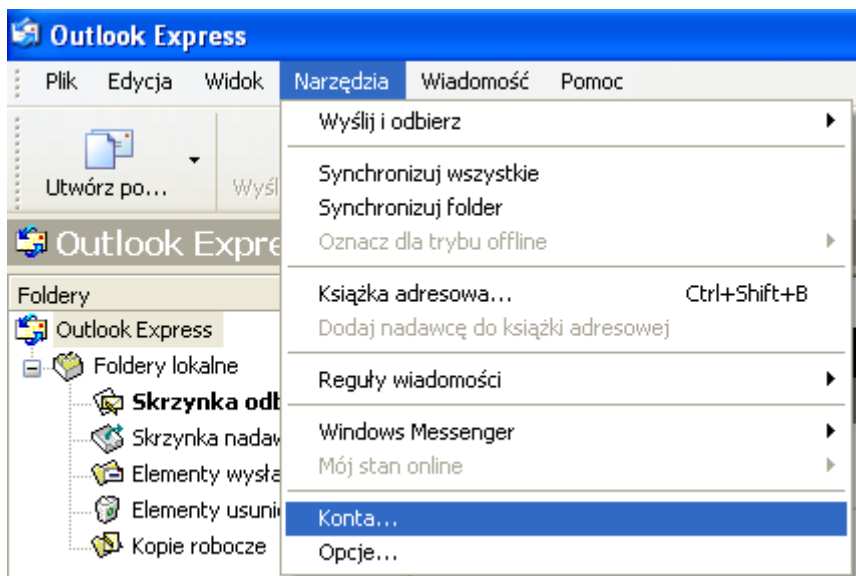 Outlook Express
Plik Edycja Widok Narzędzia Wiadomość Pomoc
Utwórz po...
Wyśl
Outlook Expre
Foldery
Outlook Express
Foldery lokalne
Skrzynka odb
Skrzynka nadaw
Elementy wysła
Elementy usunię
Kopie robocze
Wyślij i odbierz
Synchronizuj wszystkie
Synchronizuj folder
Oznacz dla trybu offline
Książka adresowa... Ctrl+Shift+B
Dodaj nadawcę do książki adresowej
Reguły wiadomości
Windows Messenger
Mój stan online
Konta...
Opcje...